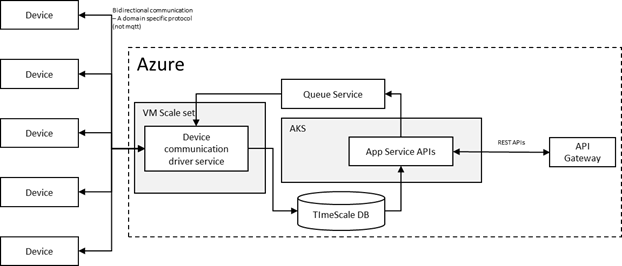 Device
Bidirectional communication
– A domain specific protocol
(not mqtt)
Device
Device
Device
Device
Azure
Queue Service
VM Scale set
Device
communication
driver service
AKS
App Service APIs
REST APIs
API
Gateway
TImeScale DB